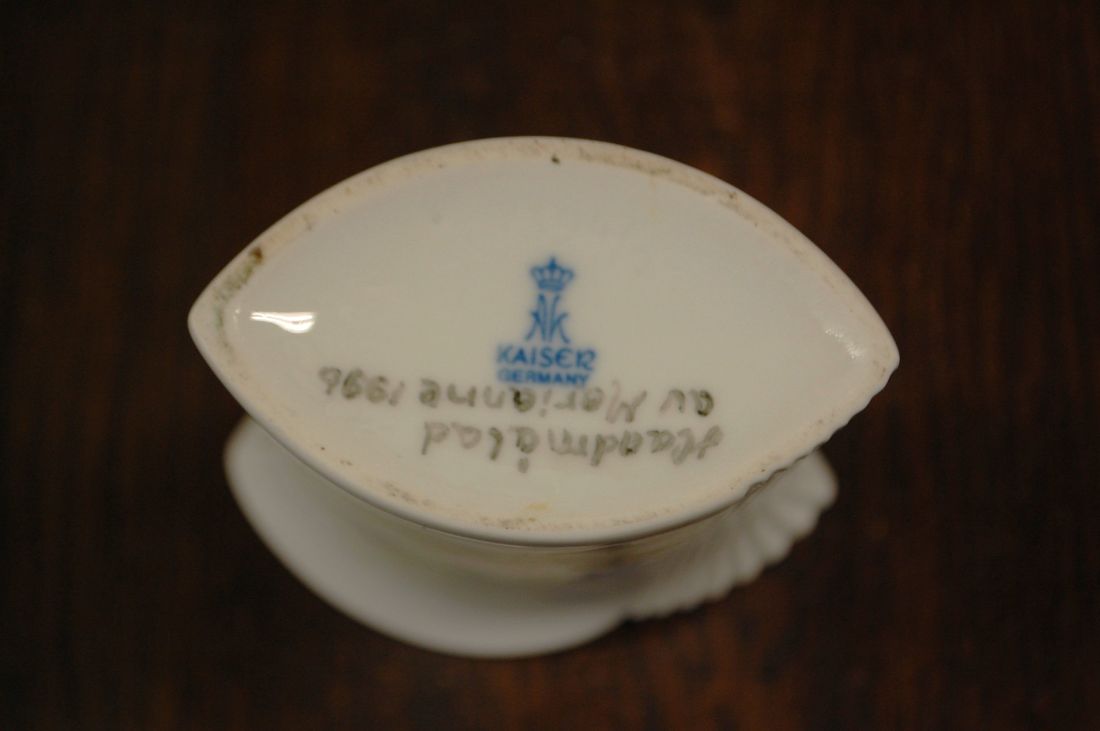 KAISER
GERMANY
Handmålad
av Marianne 1996